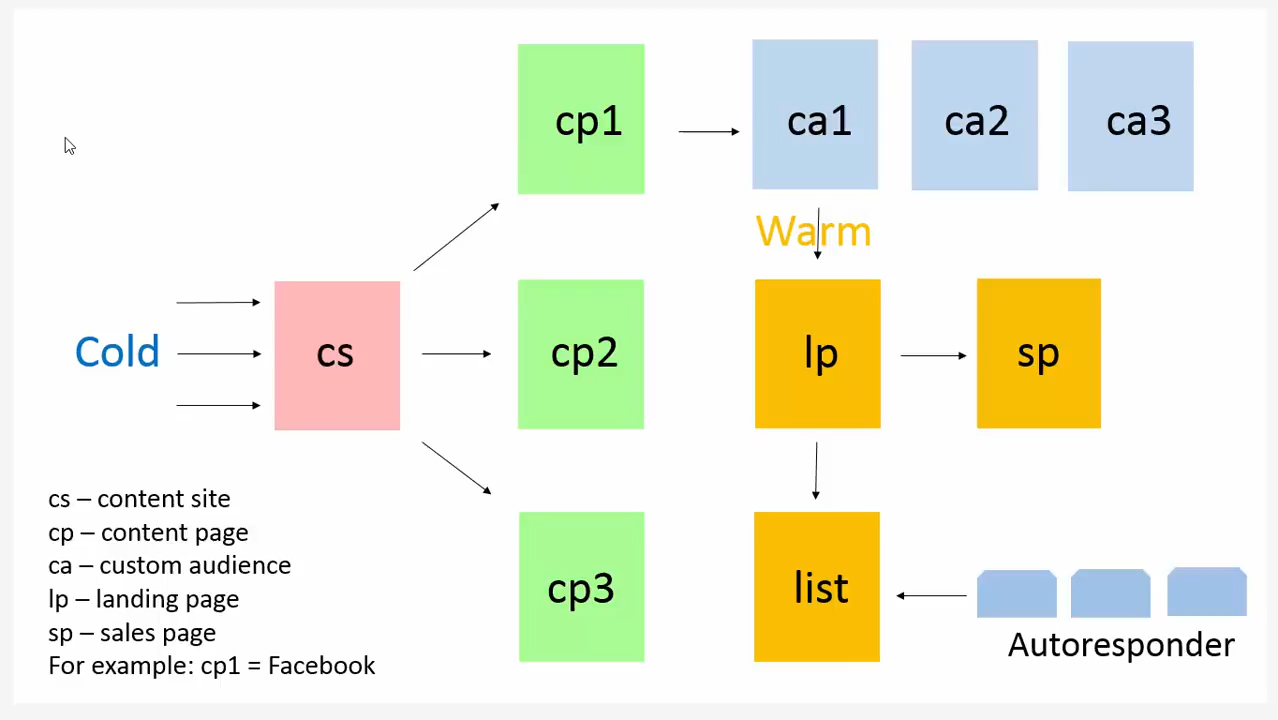 cp1
ca1
ca2
ca3
Warm
Cold
cs
cp2
lp
sp
cs – content site
cp – content page
ca – custom audience
lp – landing page
sp – sales page
For example: cp1 = Facebook
cp3
list
Autoresponder